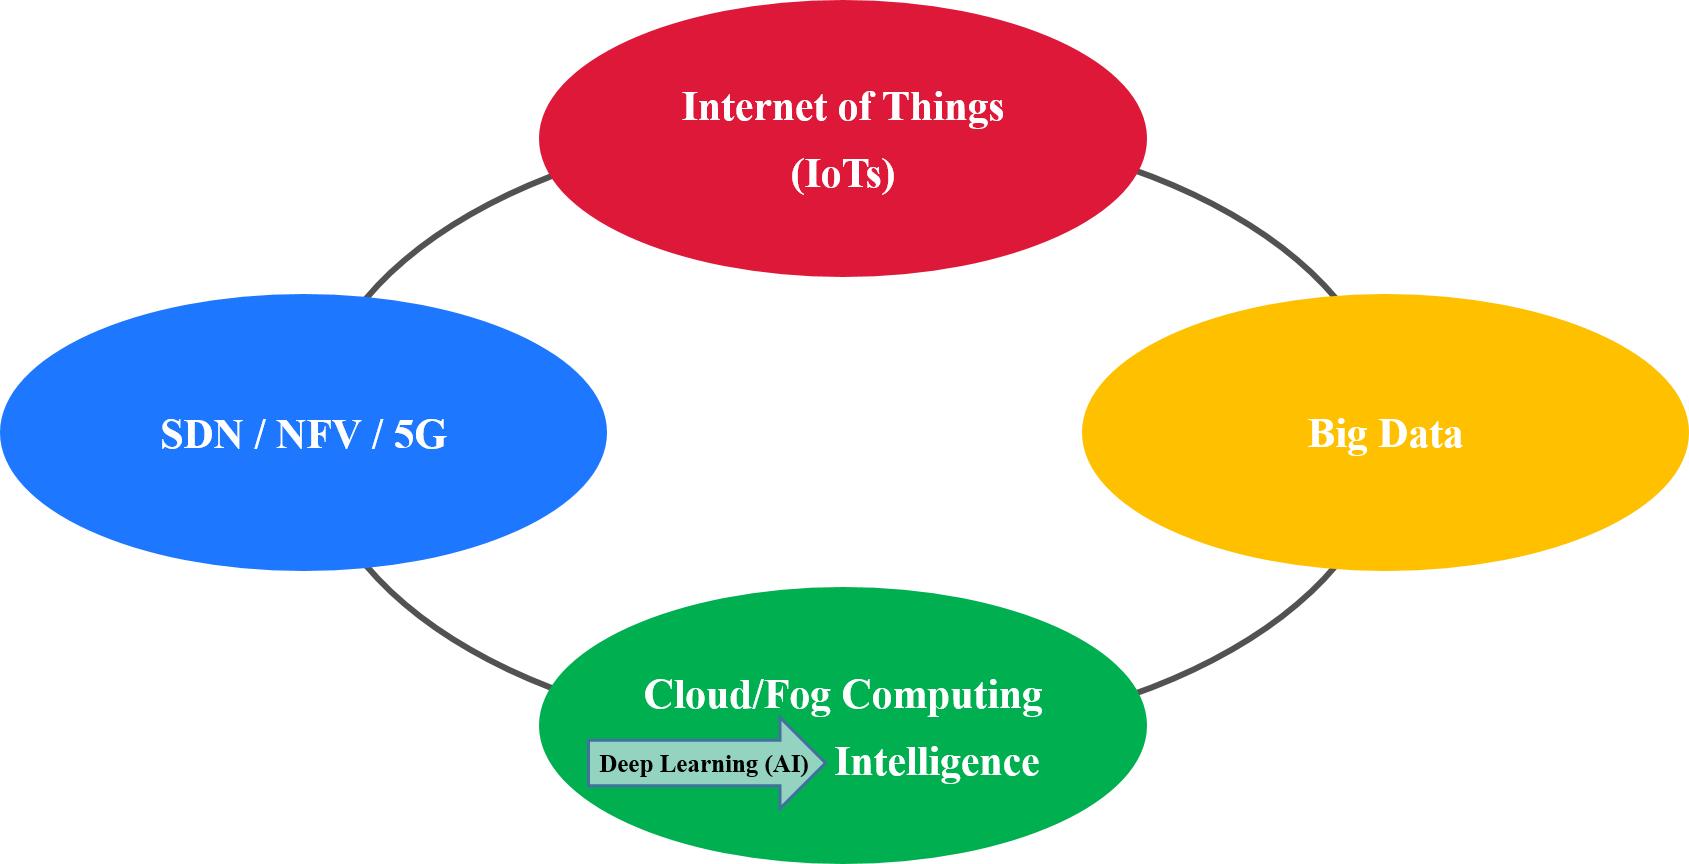 Internet of Things
(IoTs)
SDN / NFV / 5G
Big Data
Cloud/Fog Computing
Deep Learning (AI)
Intelligence